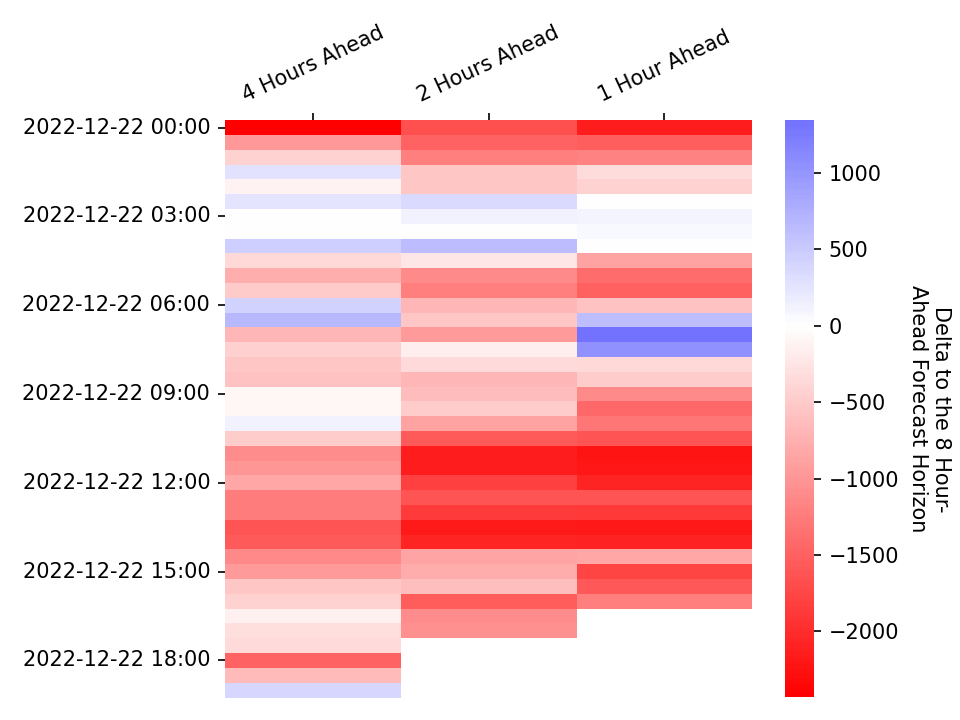 4 Hours Ahead
2 Hours Ahead
1 Hour Ahead
2022-12-22 00:00
2022-12-22 03:00
2022-12-22 06:00
2022-12-22 09:00
2022-12-22 12:00
2022-12-22 15:00
2022-12-22 18:00
1000
500
0
−500
−1000
−1500
−2000
Delta to the 8 Hour-
Ahead Forecast Horizon